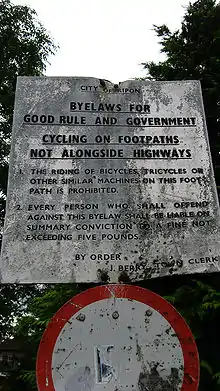 CITY OF RIPON
BYELAWS FOR
GOOD RULE AND GOVERNMENT
CYCLING ON FOOTPATHS
NOT ALONGSIDE HIGHWAYS
1. THE RIDING OF BICYCLES, TRICYCLES OR
OTHER SIMILAR MACHINES ON THIS FOOT
PATH IS PROHIBITED.
2. EVERY PERSON WHO SHALL OFFEND
AGAINST THIS BYELAW SHALL BE LIABLE ON
SUMMARY CONVICTION TO A FINE NOT
EXCEEDING FIVE POUNDS.
BY ORDER
J. BERRY, TOWN CLERK